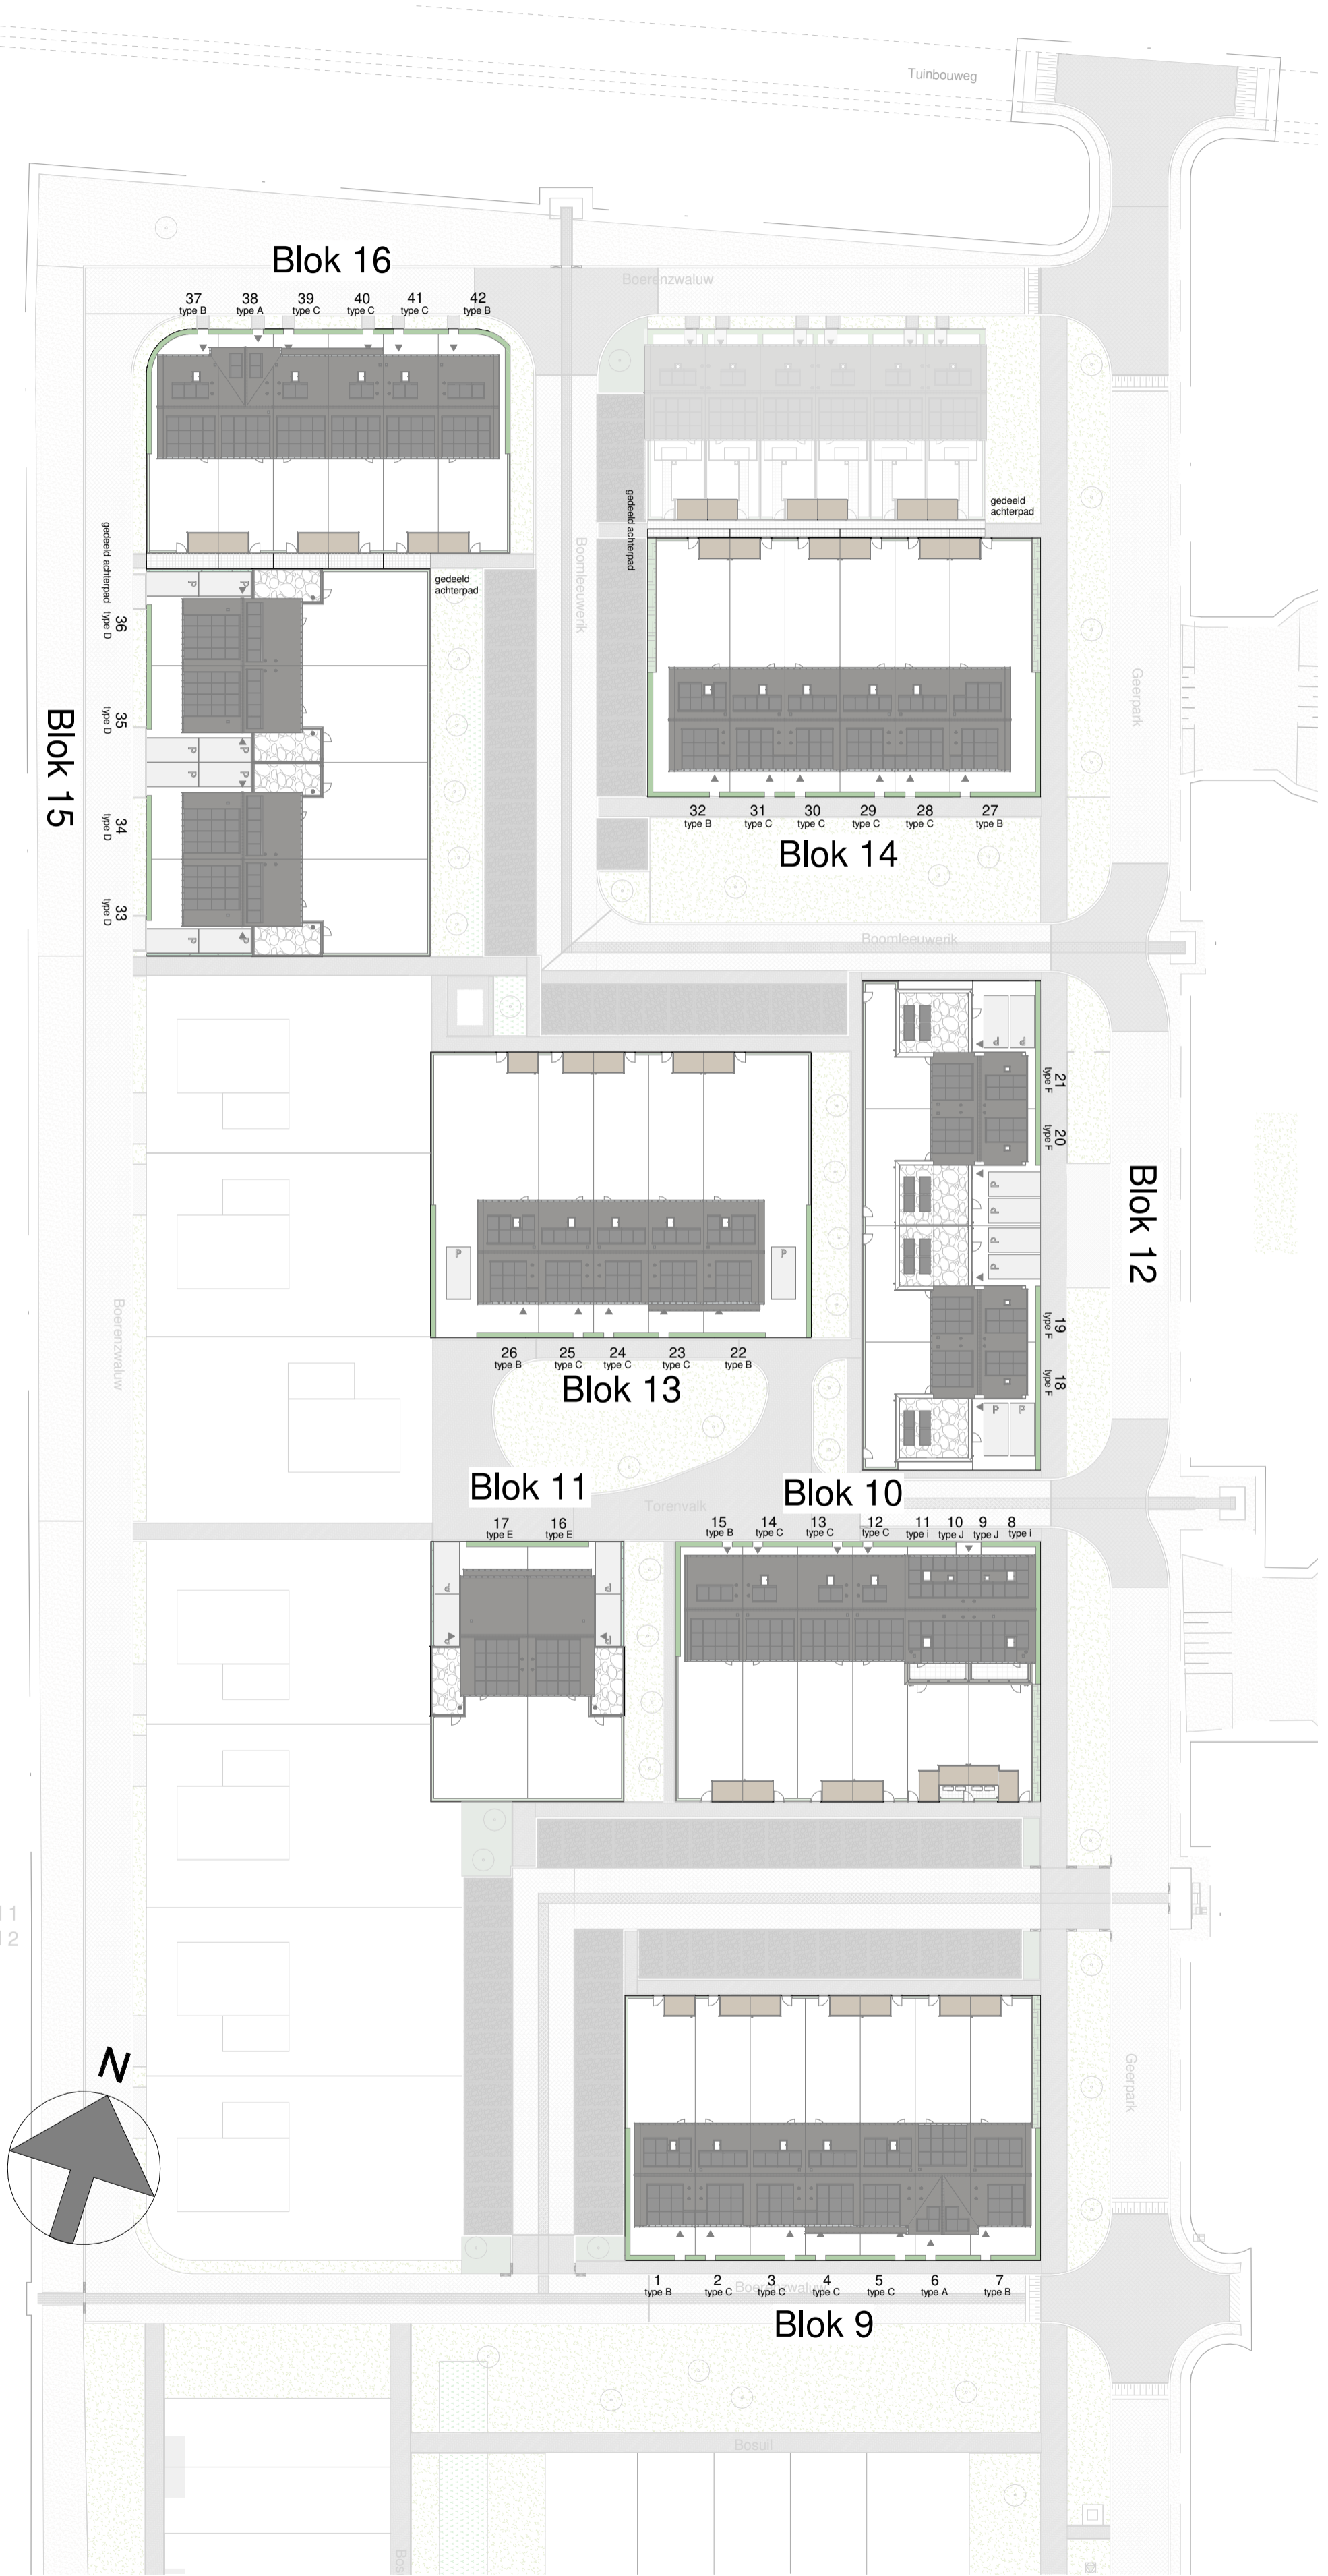 Tuinbouweg
Blok 16
Boerenzwaluw
37
type B
38
type A
39
type C
40
type C
41
type C
42
type B
gedeeld
achterpad
gedeeld achterpad
gedeeld achterpad
gedeeld
achterpad
Boomleeuwerik
Geerpark
Blok 15
36
type D
35
type D
34
type D
33
type D
P
P
P
P
P
P
P
P
32
type B
31
type C
30
type C
29
type C
28
type C
27
type B
Blok 14
Boomleeuwerik
P
P
21
type F
20
type F
P
P
P
P
Blok 12
19
type F
18
type F
P
P
P
P
Boerenzwaluw
26
type B
25
type C
24
type C
23
type C
22
type B
Blok 13
Blok 11
Blok 10
Torenvalk
17
type E
16
type E
15
type B
14
type C
13
type C
12
type C
11
type i
10
type J
9
type J
8
type i
P
P
P
P
11
12
N
Geerpark
1
type B
2
type C
3
type C
4
type C
5
type C
6
type A
7
type B
Boerenzwaluw
Blok 9
Bosuil
Bos